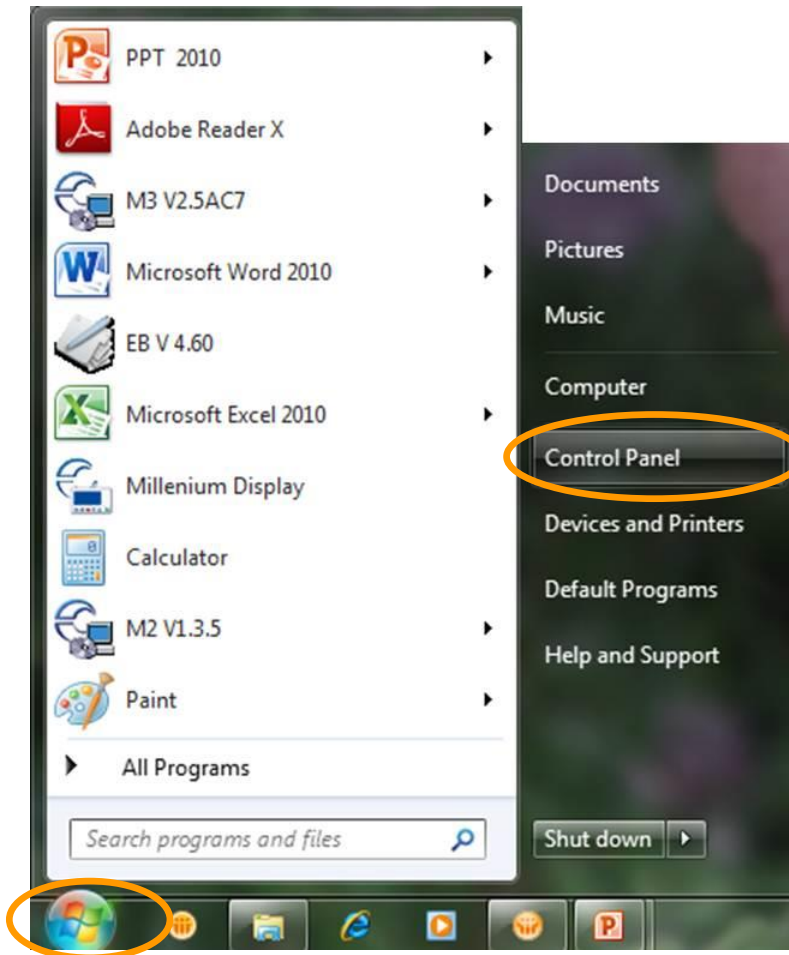 PPT 2010
Adobe Reader X
M3 V2.5AC7
Microsoft Word 2010
EB V 4.60
Microsoft Excel 2010
Millenium Display
Calculator
M2 V1.3.5
Paint
All Programs
Search programs and files
Documents
Pictures
Music
Computer
Control Panel
Devices and Printers
Default Programs
Help and Support
Shut down